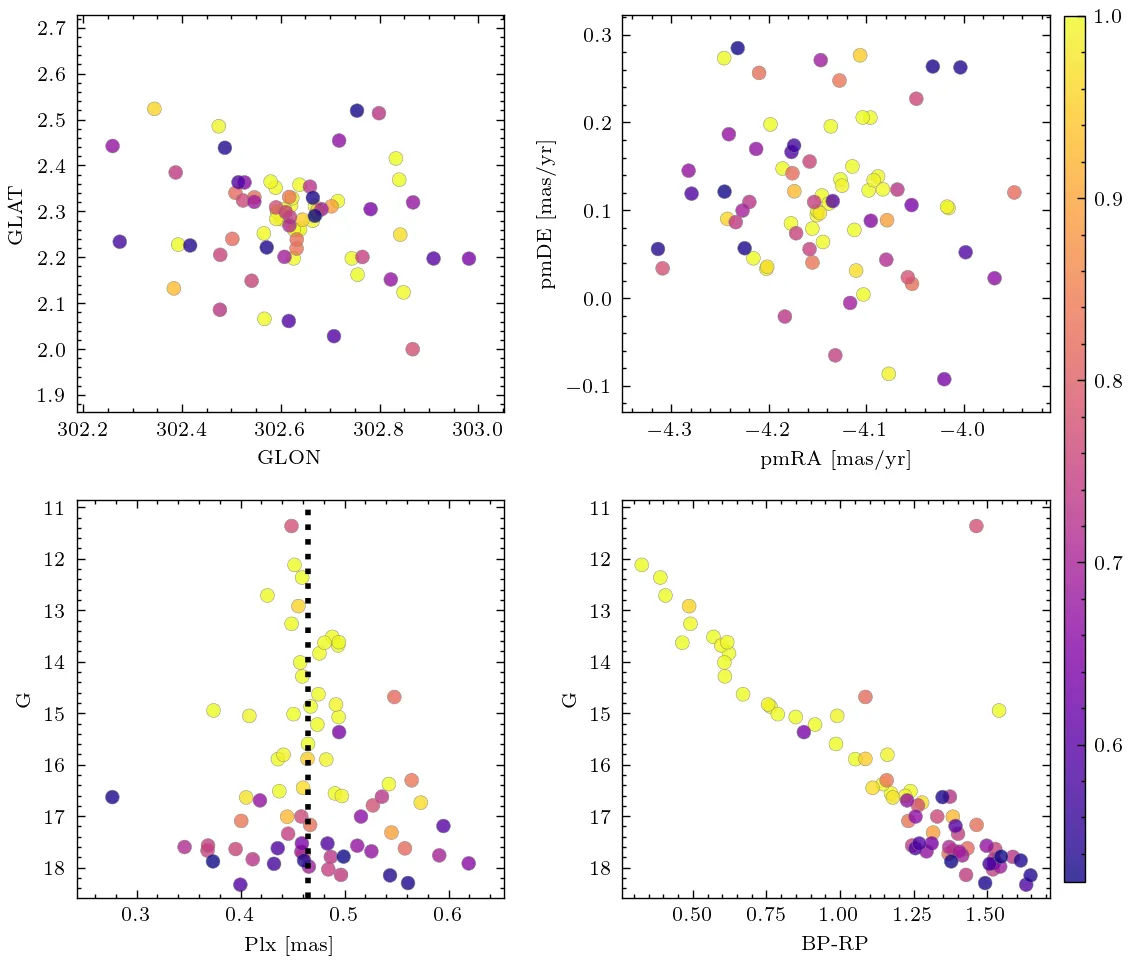 2.7
2.6
2.5
2.4
2.3
2.2
2.1
2.0
1.9
GLAT
302.2 302.4 302.6 302.8 303.0
GLON
0.3
0.2
0.1
0.0
−0.1
pmDE [mas/yr]
−4.3 −4.2 −4.1 −4.0
pmRA [mas/yr]
1.0
0.9
0.8
0.7
0.6
11
12
13
14
15
16
17
18
G
0.3 0.4 0.5 0.6
Plx [mas]
11
12
13
14
15
16
17
18
G
0.50 0.75 1.00 1.25 1.50
BP-RP